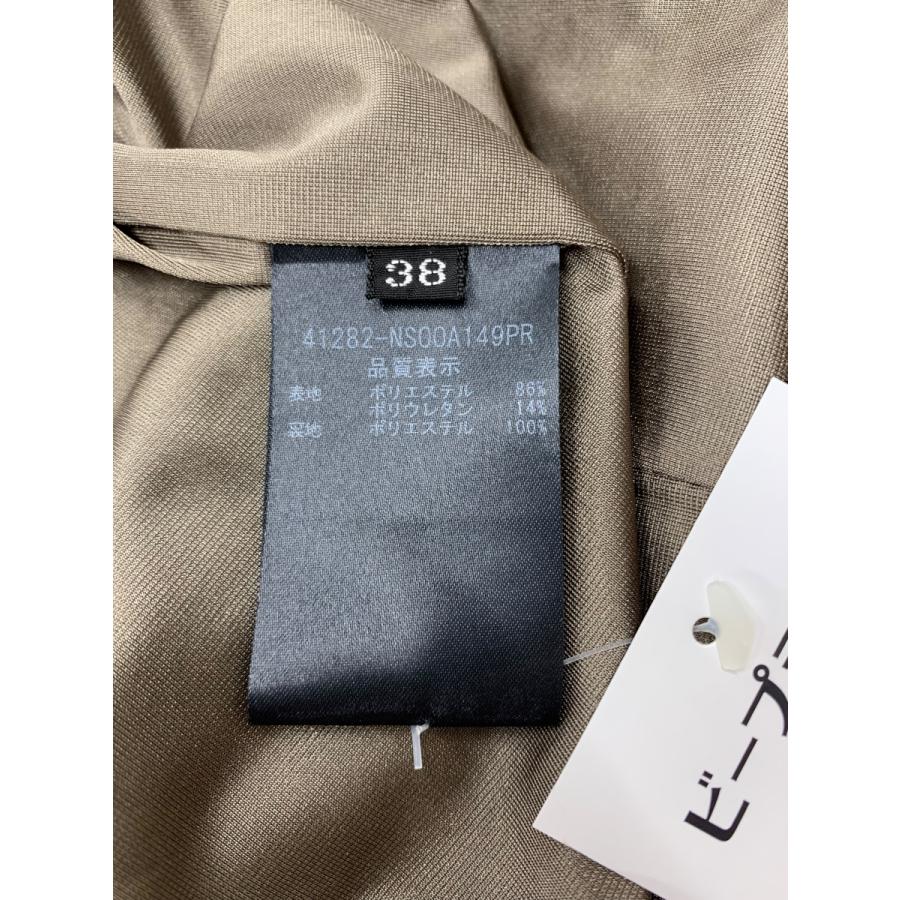 38
41282-NS00A149PR
品質表示
表地 ポリエステル 86%
ポリウレタン 14%
裏地 ポリエステル 100%
ビープ